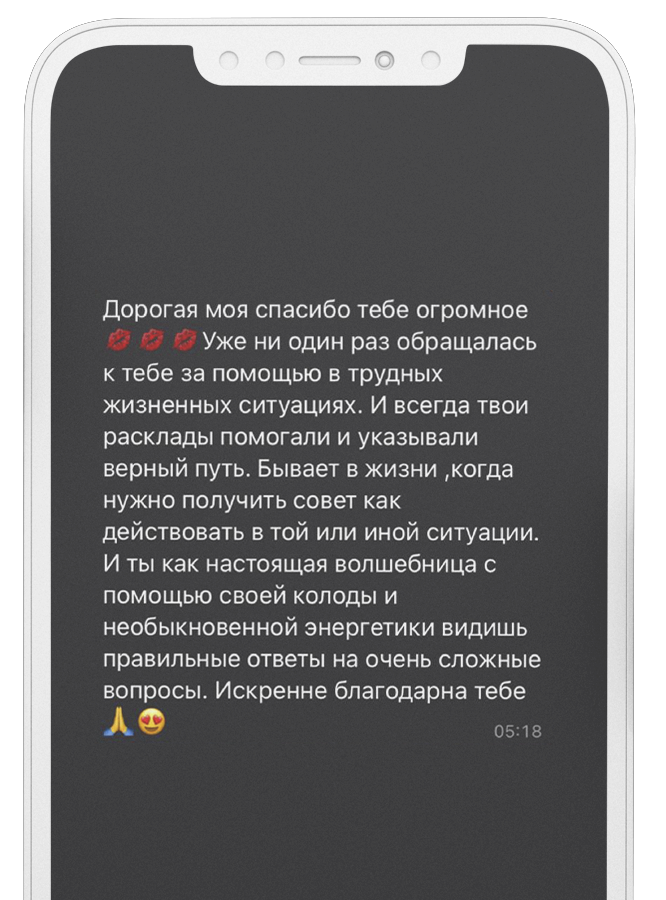 Дорогая моя спасибо тебе огромное
💋 💋 💋 Уже ни один раз обращалась
к тебе за помощью в трудных
жизненных ситуациях. И всегда твои
расклады помогали и указывали
верный путь. Бывает в жизни ,когда
нужно получить совет как
действовать в той или иной ситуации.
И ты как настоящая волшебница с
помощью своей колоды и
необыкновенной энергетики видишь
правильные ответы на очень сложные
вопросы. Искренне благодарна тебе
🙏😍 05:18